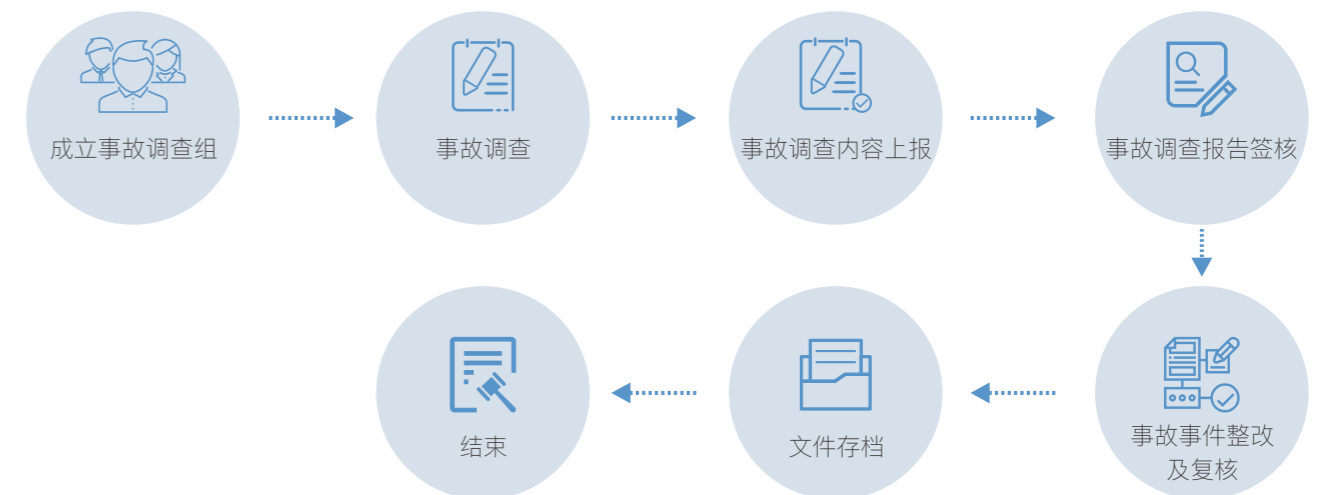 成立事故调查组
事故调查
事故调查内容上报
事故调查报告签核
事故事件整改
及复核
文件存档
结束